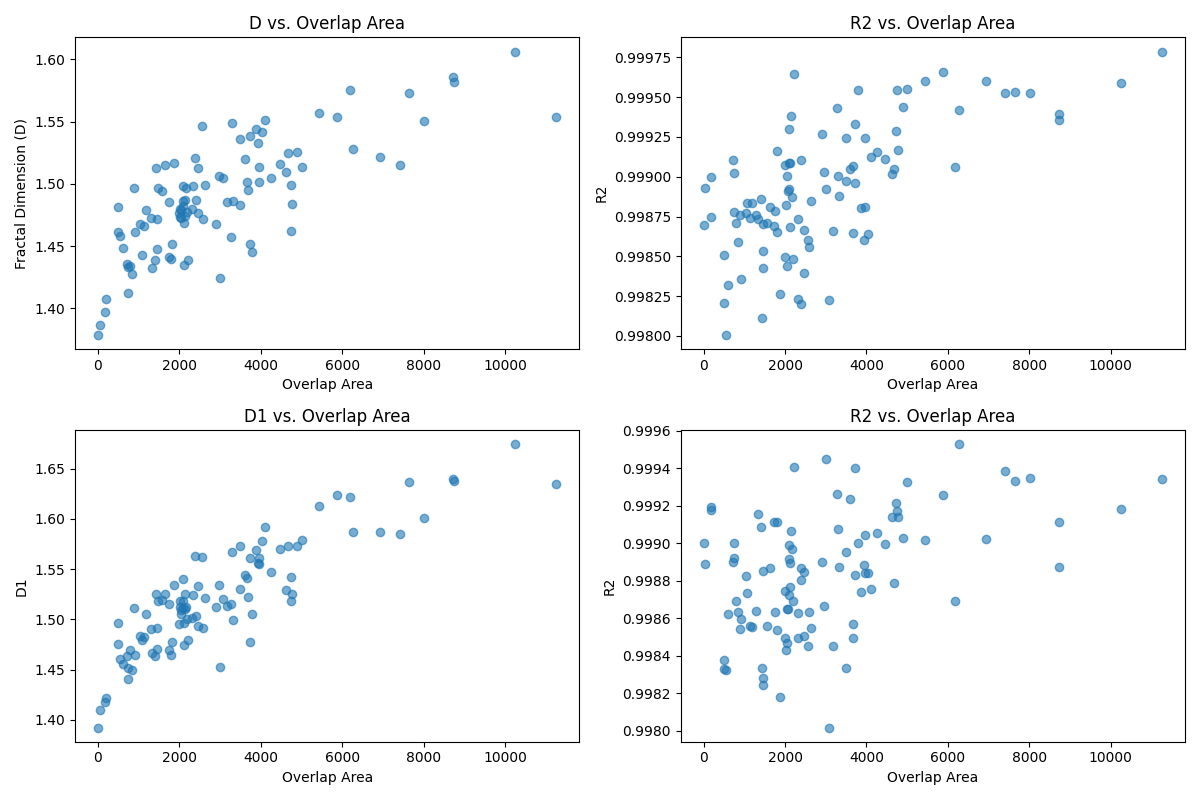 D vs. Overlap Area
Fractal Dimension (D)
1.60
1.55
1.50
1.45
1.40
0 2000 4000 6000 8000 10000
Overlap Area
R2 vs. Overlap Area
R2
0.99975
0.99950
0.99925
0.99900
0.99875
0.99850
0.99825
0.99800
0 2000 4000 6000 8000 10000
Overlap Area
D1 vs. Overlap Area
D1
1.65
1.60
1.55
1.50
1.45
1.40
0 2000 4000 6000 8000 10000
Overlap Area
R2 vs. Overlap Area
R2
0.9996
0.9994
0.9992
0.9990
0.9988
0.9986
0.9984
0.9982
0.9980
0 2000 4000 6000 8000 10000
Overlap Area